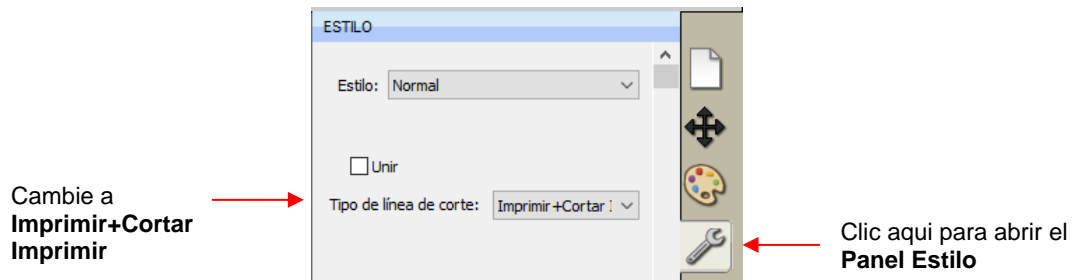 ESTILO
Estilo: Normal
Unir
Tipo de línea de corte: Imprimir+Cortar I
Cambie a
Imprimir+Cortar
Imprimir
Clic aqui para abrir el
Panel Estilo